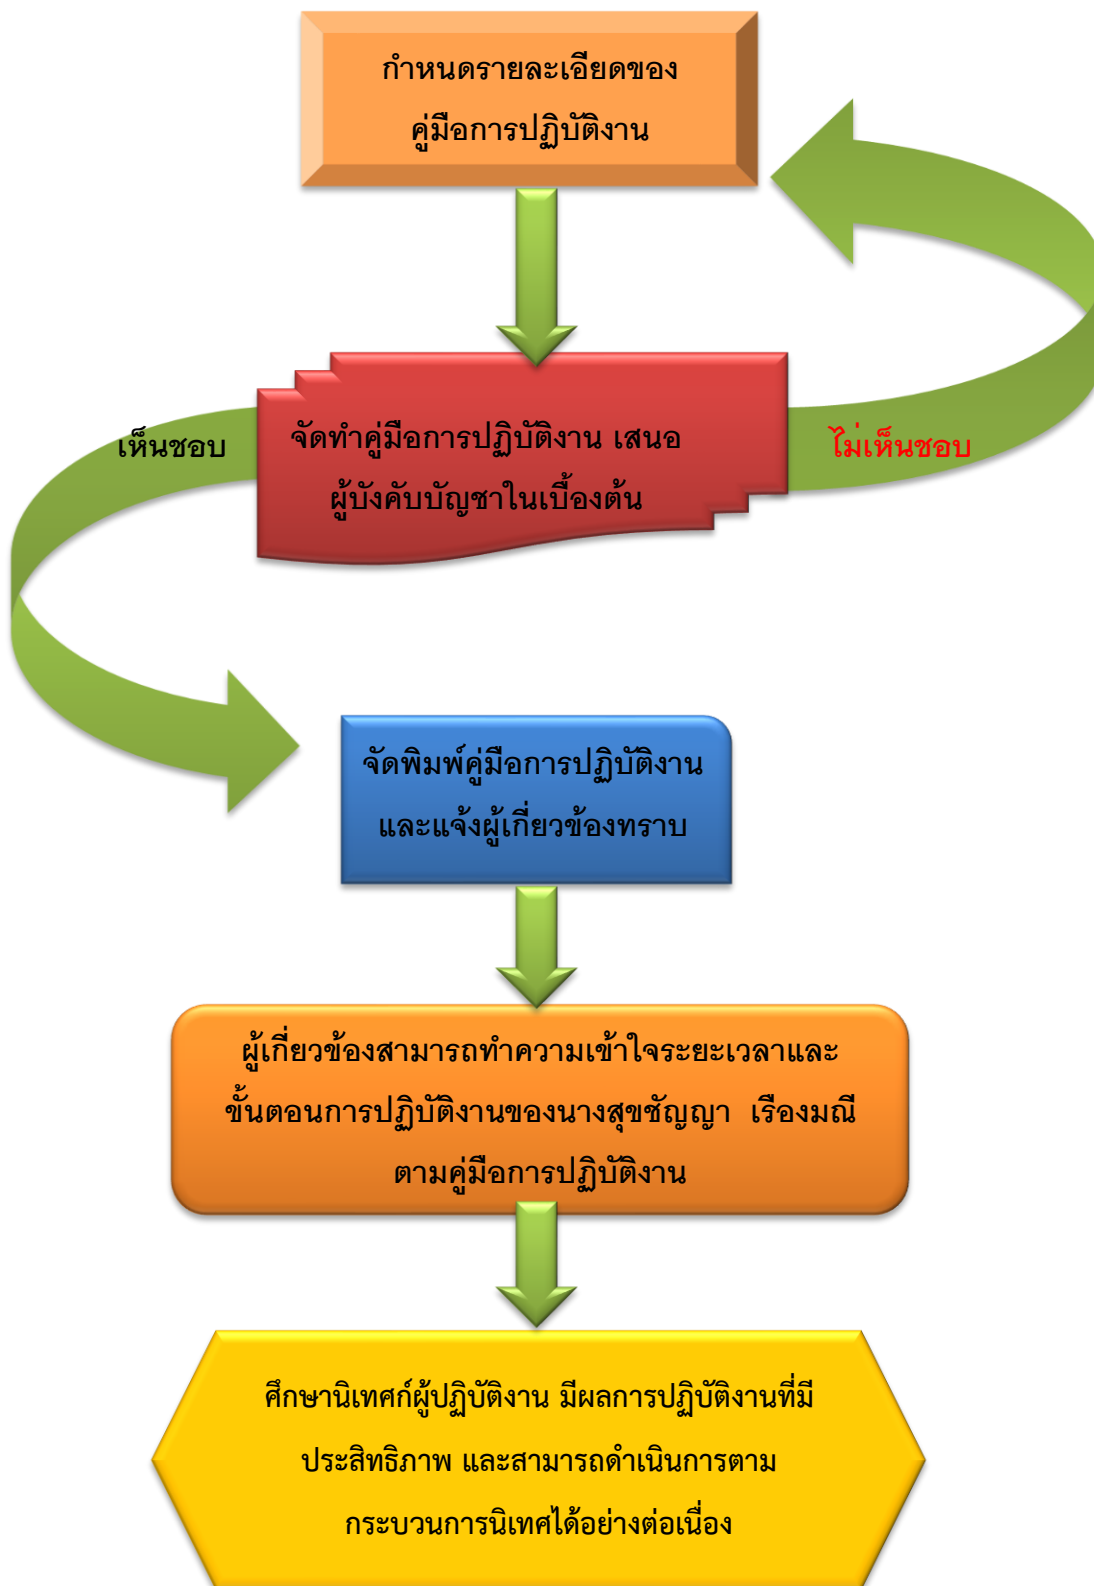 กำหนดรายละเอียดของ
คู่มือการปฏิบัติงาน
เห็นชอบ
จัดทำคู่มือการปฏิบัติงาน เสนอ
ผู้บังคับบัญชาในเบื้องต้น
ไม่เห็นชอบ
จัดพิมพ์คู่มือการปฏิบัติงาน
และแจ้งผู้เกี่ยวข้องทราบ
ผู้เกี่ยวข้องสามารถทำความเข้าใจระยะเวลาและ
ขั้นตอนการปฏิบัติงานของนางสุขชัญญา เรืองมณี
ตามคู่มือการปฏิบัติงาน
ศึกษานิเทศก์ผู้ปฏิบัติงาน มีผลการปฏิบัติงานที่มี
ประสิทธิภาพ และสามารถดำเนินการตาม
กระบวนการนิเทศได้อย่างต่อเนื่อง